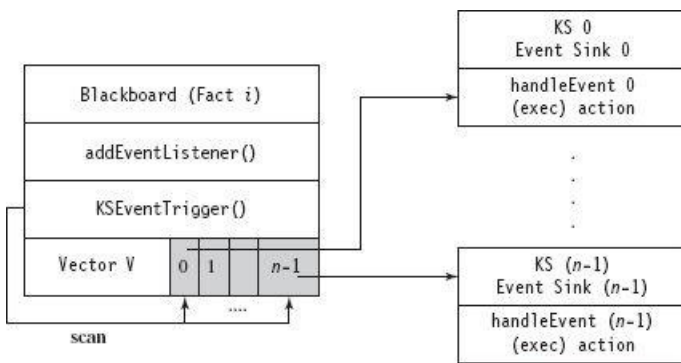 Blackboard (Fact i)
addEventListener()
KSEventTrigger()
Vector V
0
1
n-1
....
scan
KS 0
Event Sink 0
handleEvent 0
(exec) action
KS (n-1)
Event Sink (n-1)
handleEvent (n-1)
(exec) action